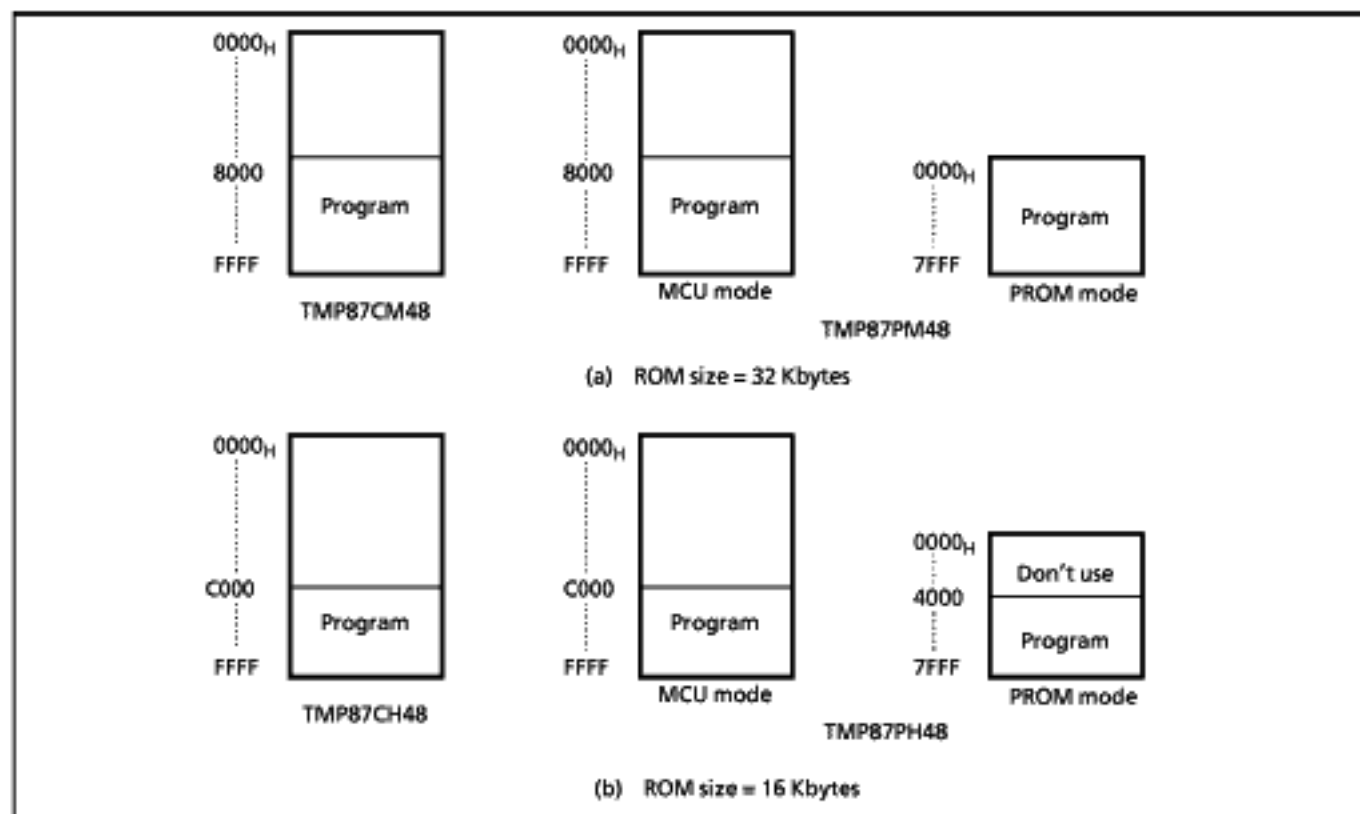 0000H
8000
Program
FFFF
TMP87CM48
0000H
8000
Program
FFFF
MCU mode
0000H
Program
7FFF
PROM mode
TMP87PM48
(a) ROM size = 32 Kbytes
0000H
C000
Program
FFFF
TMP87CH48
0000H
C000
Program
FFFF
MCU mode
0000H
Don't use
4000
Program
7FFF
PROM mode
TMP87PH48
(b) ROM size = 16 Kbytes